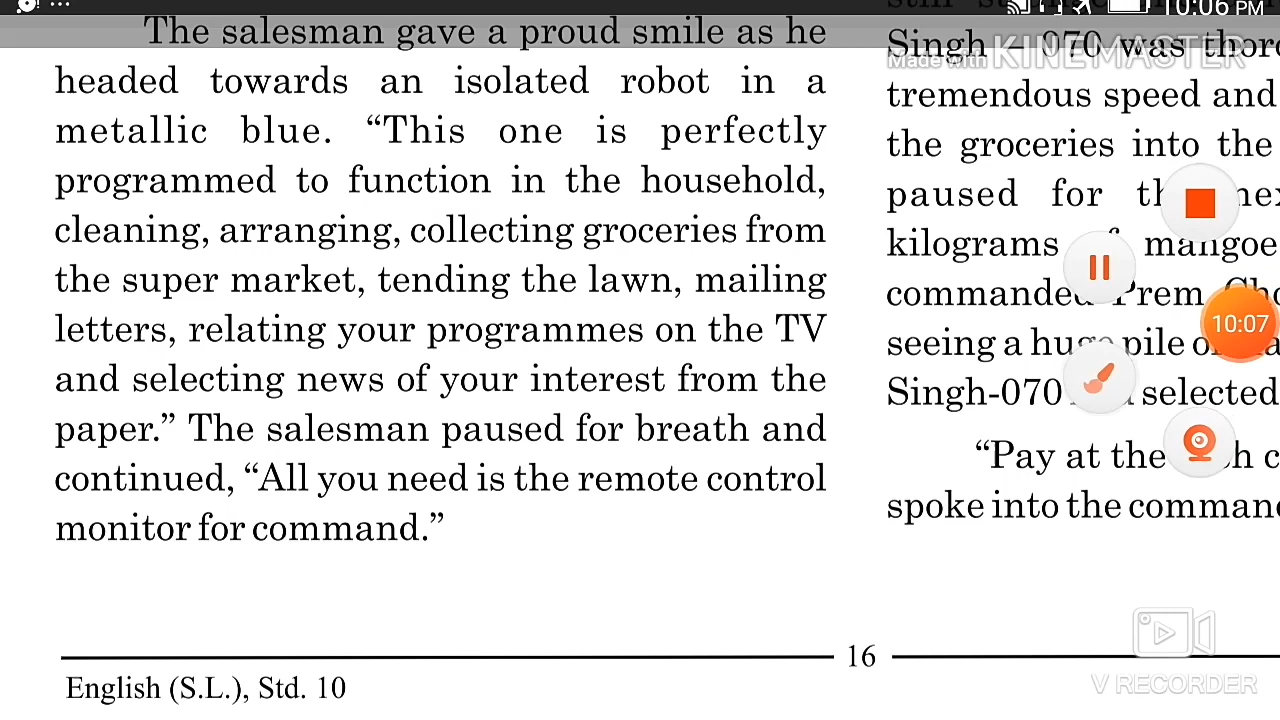 10:06 PM
The salesman gave a proud smile as he
headed towards an isolated robot in a
metallic blue. “This one is perfectly
programmed to function in the household,
cleaning, arranging, collecting groceries from
the super market, tending the lawn, mailing
letters, relating your programmes on the TV
and selecting news of your interest from the
paper.” The salesman paused for breath and
continued, “All you need is the remote control
monitor for command.”
Singh – 070 was
Made with KINEMASTER
tremendous speed and
the groceries into the
paused for
kilograms of
commanded Prem
seeing a huge pile
Singh-070 selected
“Pay at the
spoke into the
10:07
16
English (S.L.), Std. 10
V RECORDER